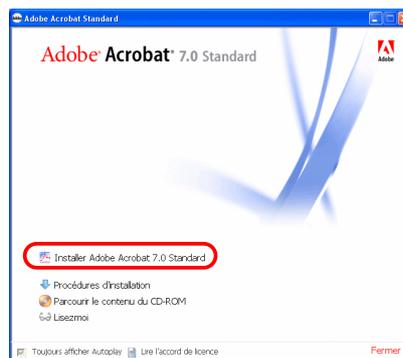 Adobe Acrobat Standard
Adobe® Acrobat® 7.0 Standard
Adobe
Installer Adobe Acrobat 7.0 Standard
Procédures d'installation
Parcourir le contenu du CD-ROM
Lisezmoi
Toujours afficher Autoplay Lire l'accord de licence Fermer